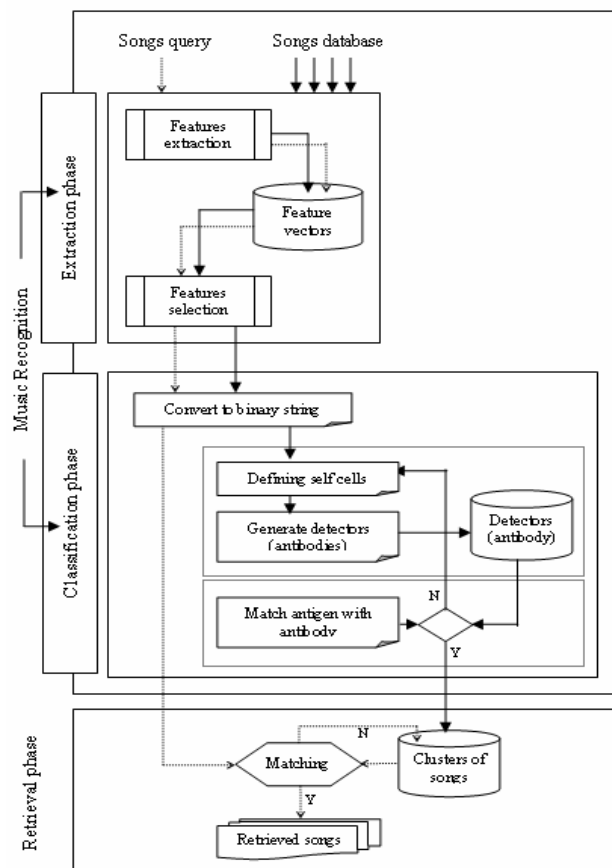 Songs query
Songs database
Music Recognition
Extraction phase
Features
extraction
Feature
vectors
Features
selection
Classification phase
Convert to binary string
Defining self cells
Generate detectors
(antibodies)
Detectors
(antibody)
N
Match antigen with
antibody
Y
Retrieval phase
N
Matching
Clusters of
songs
Y
Retrieved songs